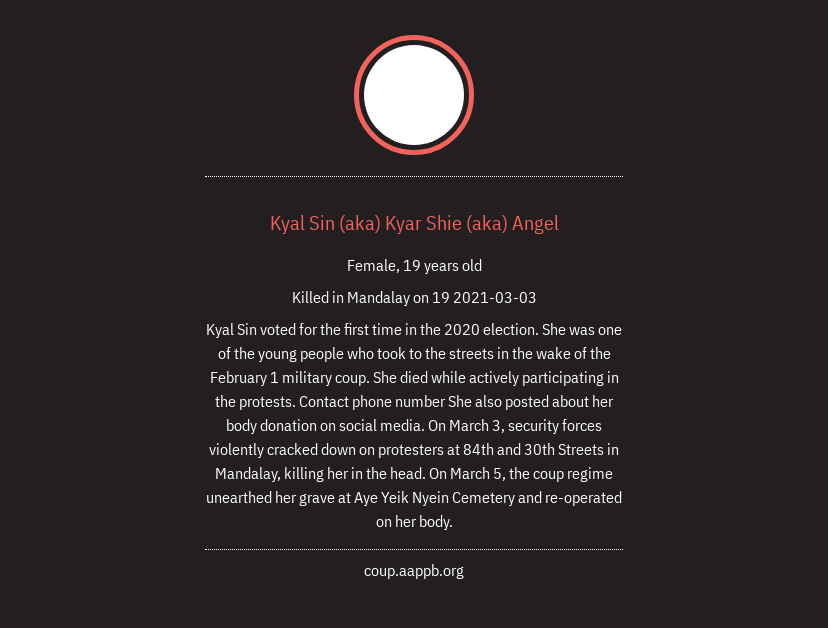 Kyal Sin (aka) Kyar Shie (aka) Angel
Female, 19 years old
Killed in Mandalay on 19 2021-03-03
Kyal Sin voted for the first time in the 2020 election. She was one
of the young people who took to the streets in the wake of the
February 1 military coup. She died while actively participating in
the protests. Contact phone number She also posted about her
body donation on social media. On March 3, security forces
violently cracked down on protesters at 84th and 30th Streets in
Mandalay, killing her in the head. On March 5, the coup regime
unearthed her grave at Aye Yeik Nyein Cemetery and re-operated
on her body.
coup.aappb.org